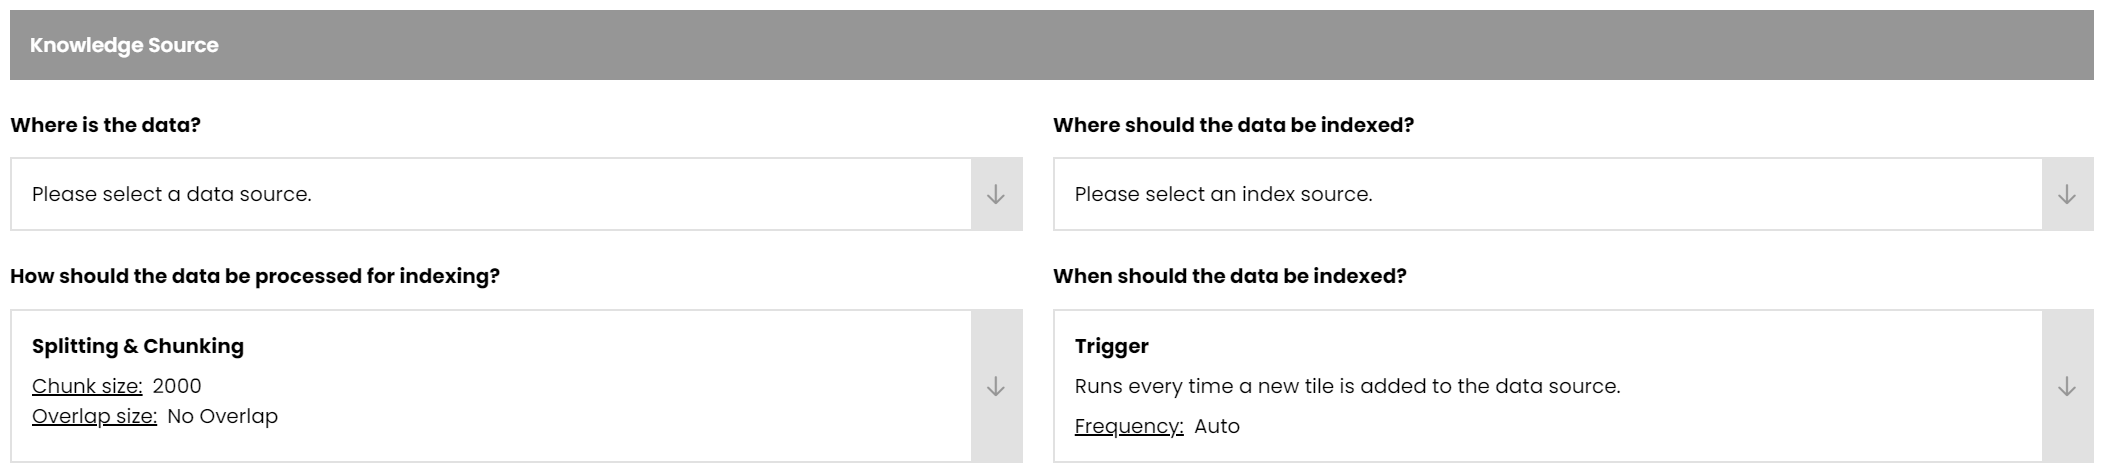 Knowledge Source
Where is the data?
Please select a data source.
Where should the data be indexed?
Please select an index source.
How should the data be processed for indexing?
Splitting & Chunking
Chunk size: 2000
Overlap size: No Overlap
When should the data be indexed?
Trigger
Runs every time a new tile is added to the data source.
Frequency: Auto